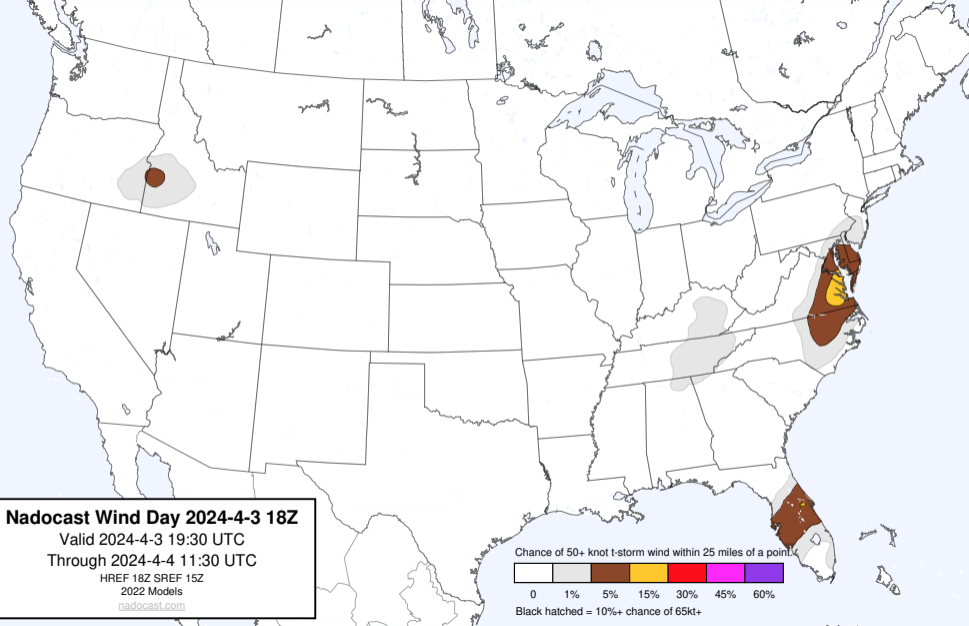 Nadocast Wind Day 2024-4-3 18Z
Valid 2024-4-3 19:30 UTC
Through 2024-4-4 11:30 UTC
HREF 18Z SREF 15Z
2022 Models
nadocast.com
Chance of 50+ knot t-storm wind within 25 miles of a point.
0 1% 5% 15% 30% 45% 60%
Black hatched = 10%+ chance of 65kt+